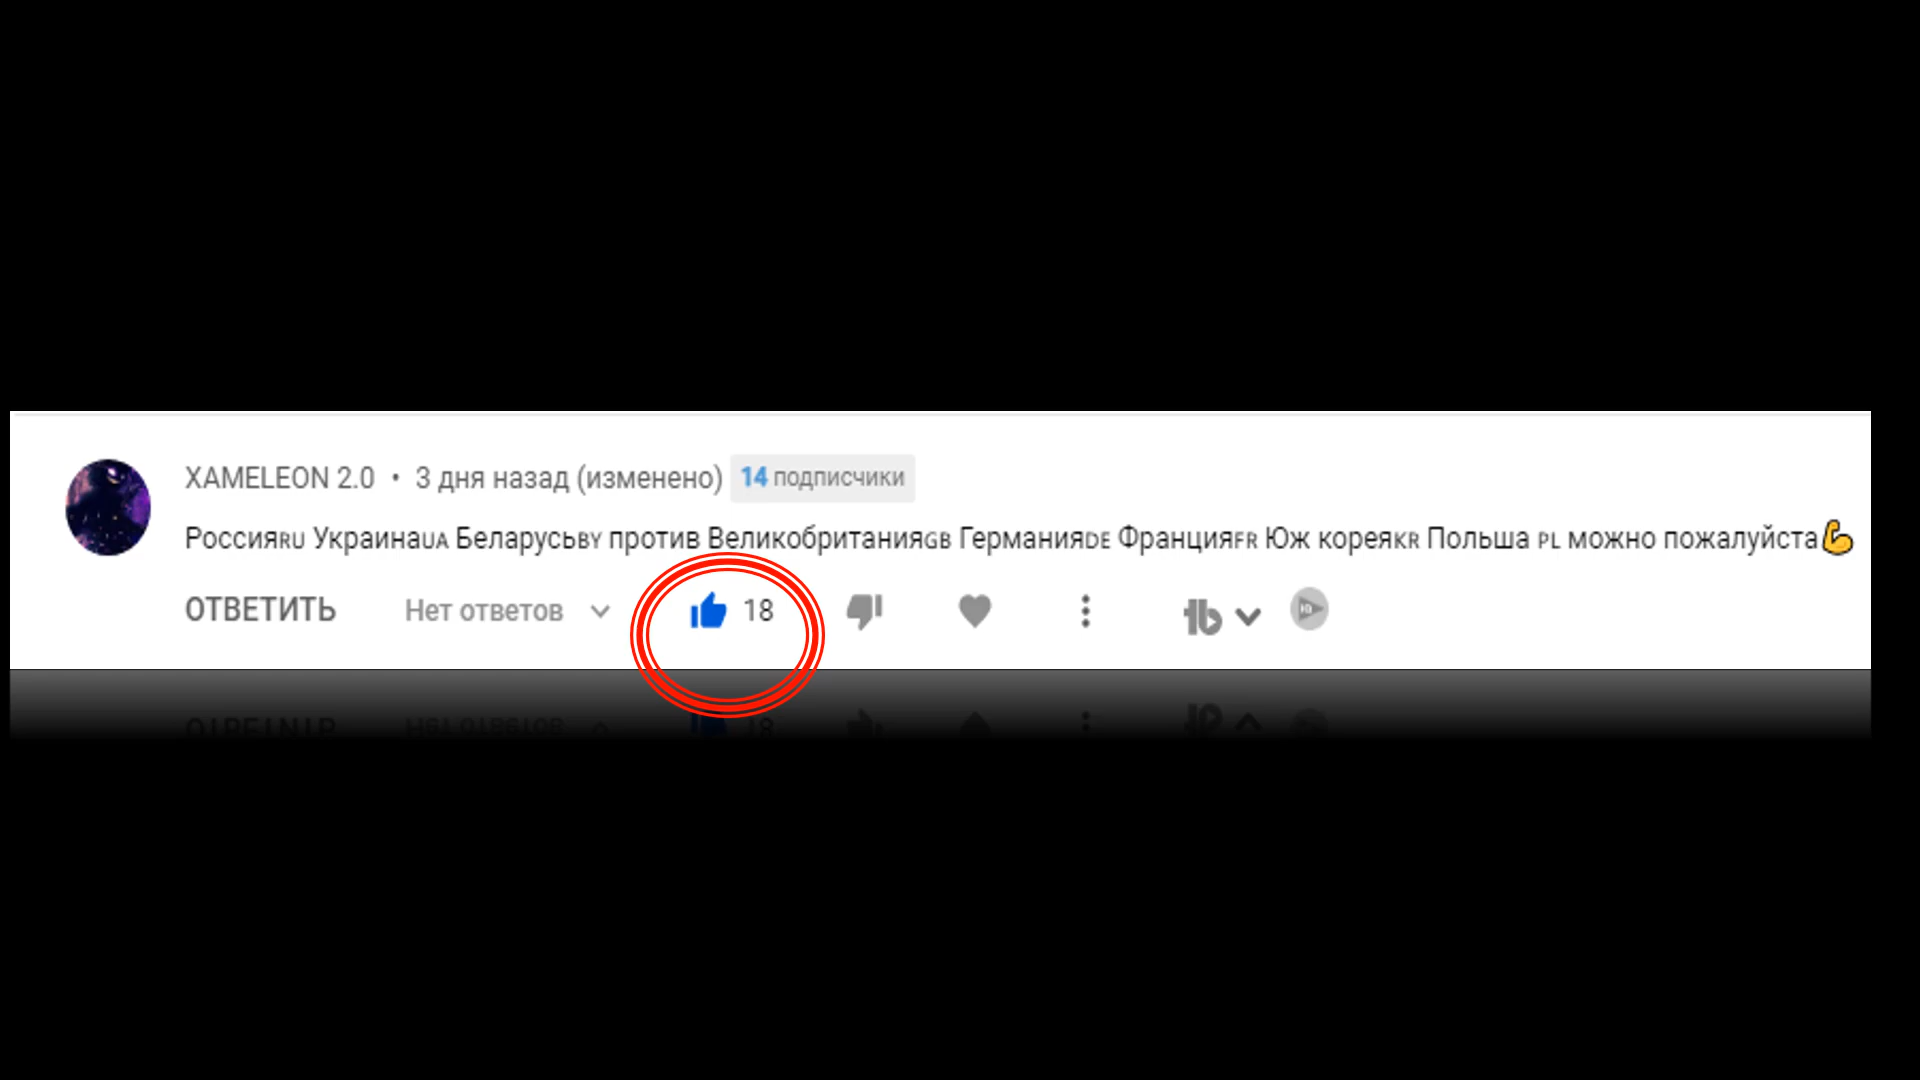 XAMELEON 2.0 • 3 дня назад (изменено) 14 подписчики
РоссияRU УкраинаUA БеларусьBY против ВеликобританияGB ГерманияDE ФранцияFR Юж кореяKR Польша PL можно пожалуйста💪
ОТВЕТИТЬ Нет ответов 18